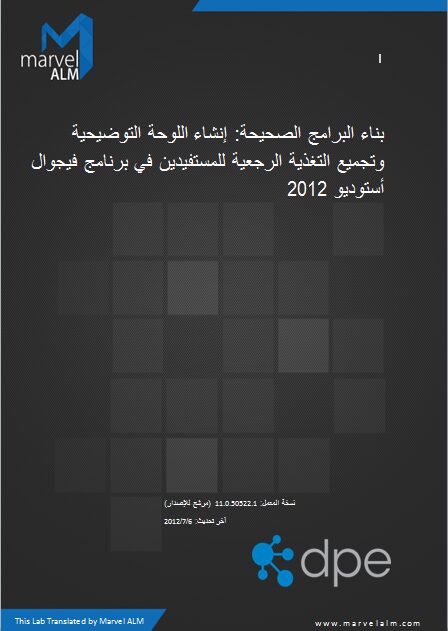 marvel
ALM
بناء البرامج الصحيحة: إنشاء اللوحة التوضيحية
وتجميع التغذية الرجعية للمستفيدين في برنامج فيجوال
أستوديو 2012
نسخة المعمل: 11.0.50522.1 (مرشح للإصدار)
آخر تحديث: 2012/7/6
dpe
This Lab Translated by Marvel ALM
www.marvelalm.com